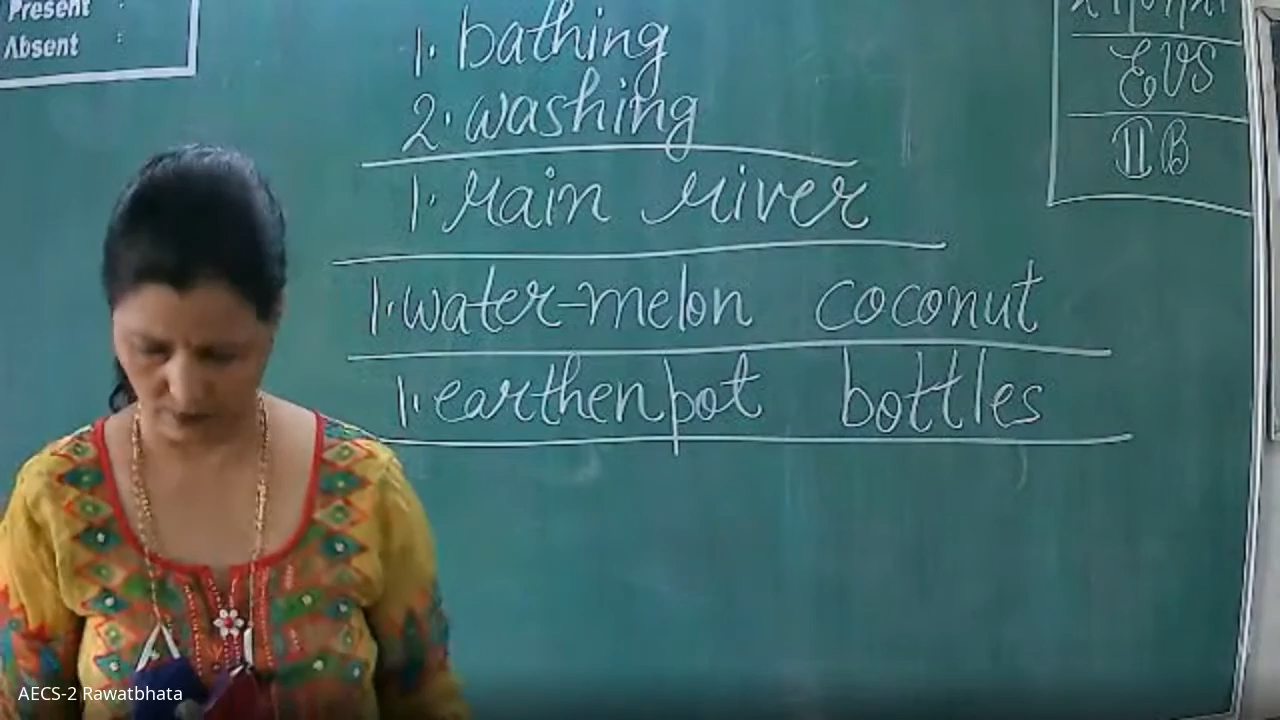 Present :
Absent :
1. bathing
2. washing
1. rain river
1. water-melon coconut
1. earthenpot bottles
EVS
II B
AECS-2 Rawatbhata